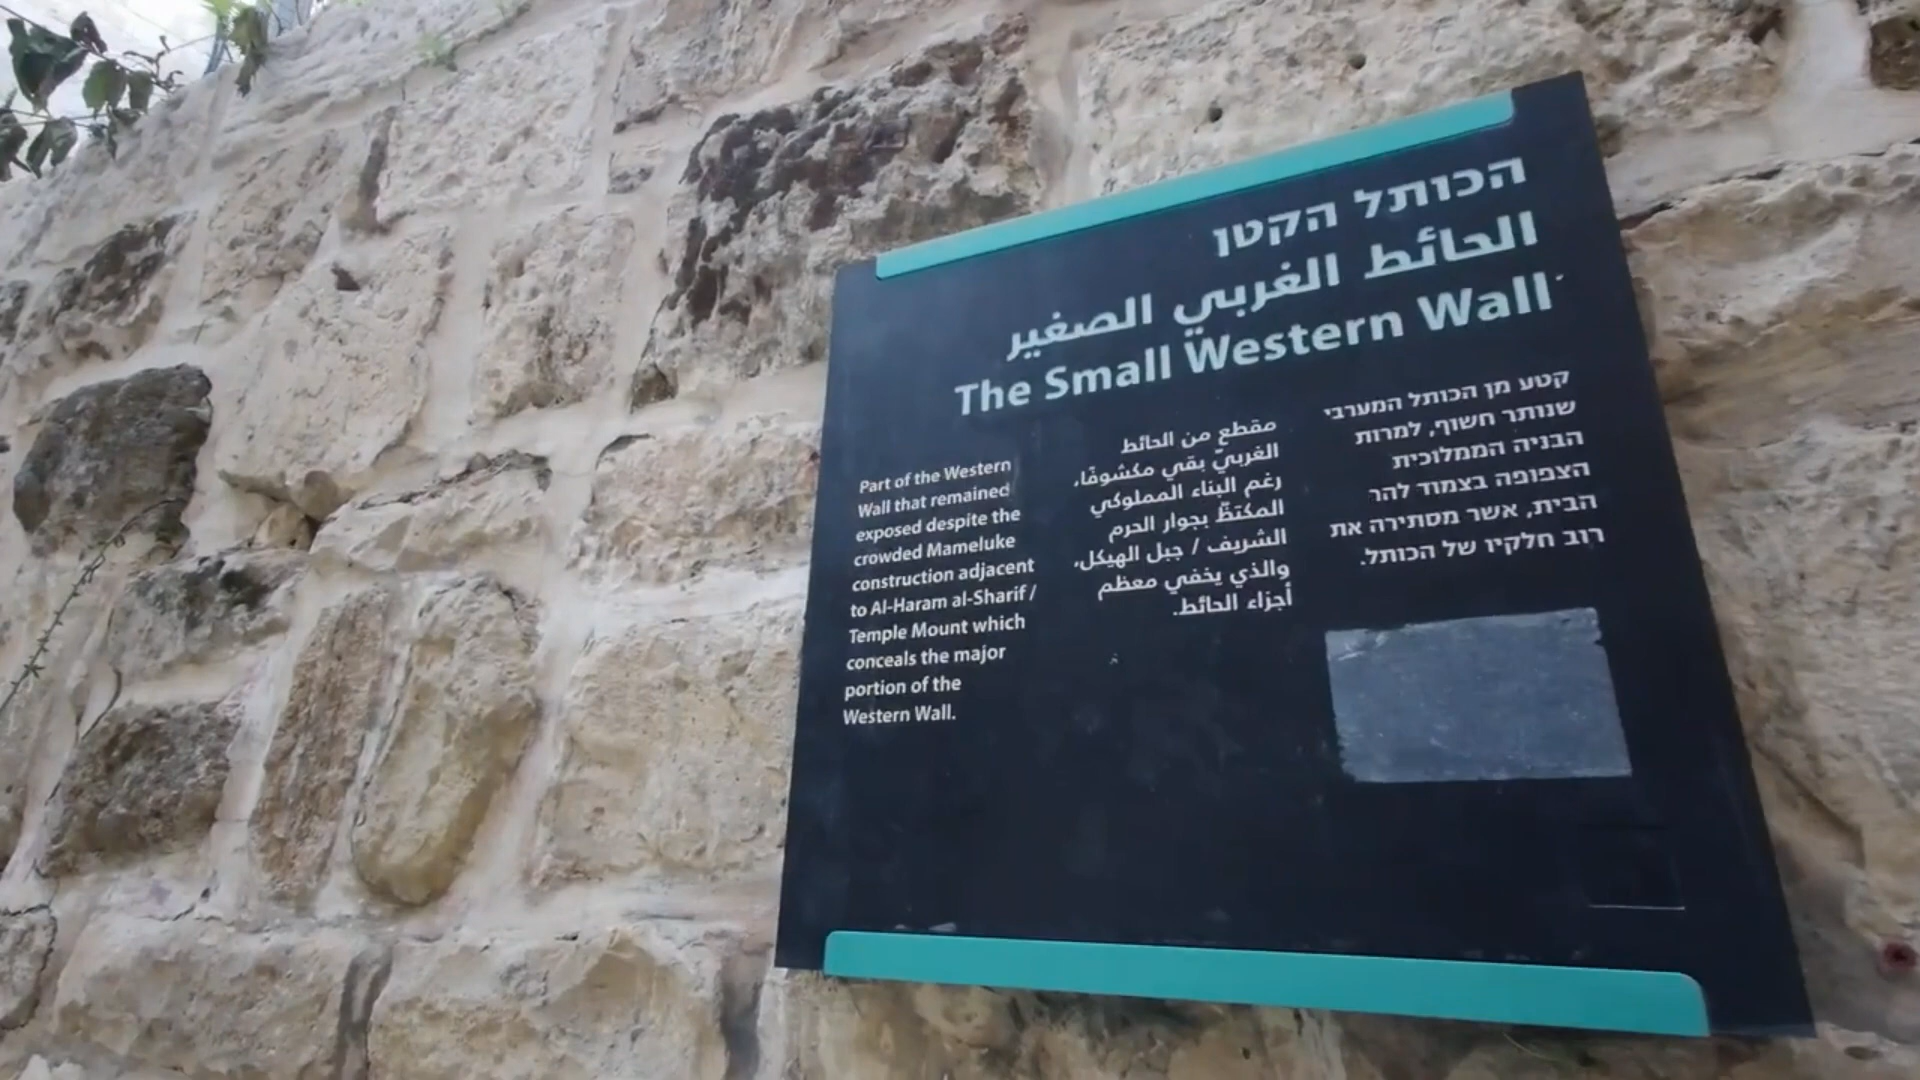 הכותל הקטן
الحائط الغربي الصغير
The Small Western Wall
קטע מן הכותל המערבי
שנותר חשוף, למרות
הבניה הממלוכית
הצפופה בצמוד להר
הבית, אשר מסתירה את
רוב חלקיו של הכותל.
مقطع من الحائط
الغربيّ بقي مكشوفًا،
رغم البناء المملوكي
المكتظّ بجوار الحرم
الشريف / جبل الهيكل،
والذي يخفي معظم
أجزاء الحائط.
Part of the Western
Wall that remained
exposed despite the
crowded Mameluke
construction adjacent
to Al-Haram al-Sharif /
Temple Mount which
conceals the major
portion of the
Western Wall.